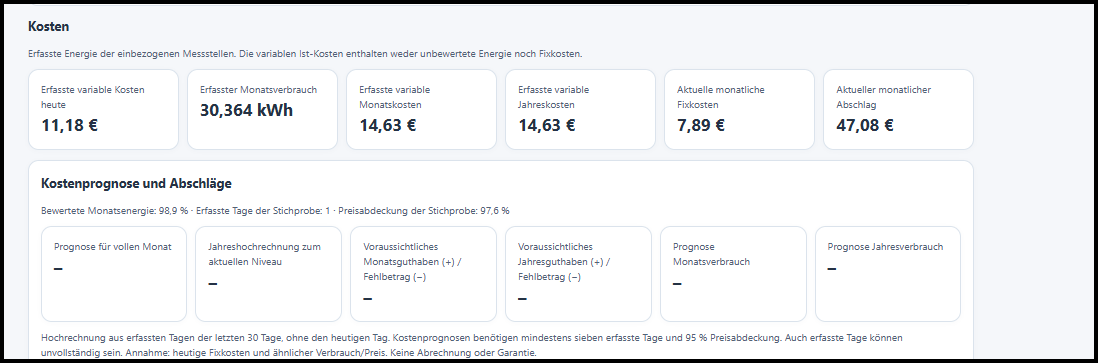 Kosten
Erfasste Energie der einbezogenen Messstellen. Die variablen Ist-Kosten enthalten weder unbewertete Energie noch Fixkosten.
Erfasste variable Kosten
heute
11,18 €
Erfasster Monatsverbrauch
30,364 kWh
Erfasste variable
Monatskosten
14,63 €
Erfasste variable
Jahreskosten
14,63 €
Aktuelle monatliche
Fixkosten
7,89 €
Aktueller monatlicher
Abschlag
47,08 €
Kostenprognose und Abschläge
Bewertete Monatsenergie: 98,9 % · Erfasste Tage der Stichprobe: 1 · Preisabdeckung der Stichprobe: 97,6 %
Prognose für vollen Monat
–
Jahreshochrechnung zum
aktuellen Niveau
–
Voraussichtliches
Monatsguthaben (+) /
Fehlbetrag (−)
–
Voraussichtliches
Jahresguthaben (+) /
Fehlbetrag (−)
–
Prognose
Monatsverbrauch
–
Prognose Jahresverbrauch
–
Hochrechnung aus erfassten Tagen der letzten 30 Tage, ohne den heutigen Tag. Kostenprognosen benötigen mindestens sieben erfasste Tage und 95 % Preisabdeckung. Auch erfasste Tage können
unvollständig sein. Annahme: heutige Fixkosten und ähnlicher Verbrauch/Preis. Keine Abrechnung oder Garantie.